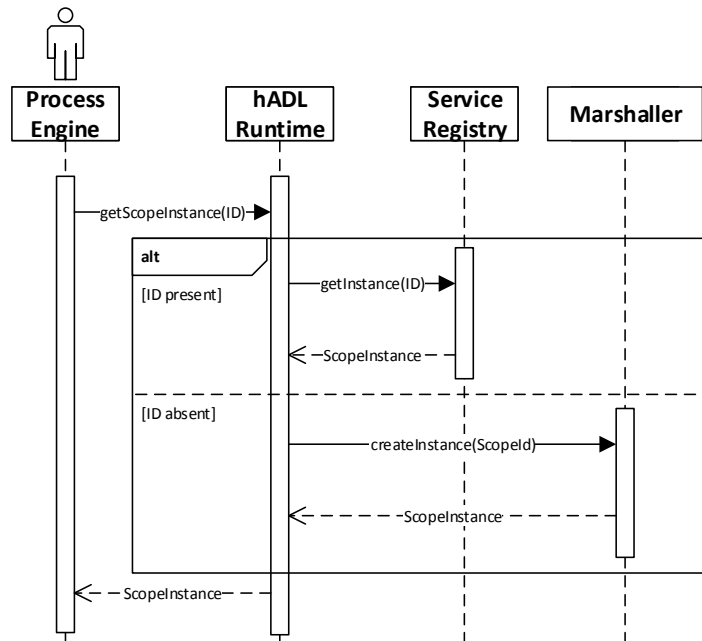 Process
Engine
hADL
Runtime
Service
Registry
Marshaller
getScopeInstance(ID)
alt
[ID present]
getInstance(ID)
ScopeInstance
[ID absent]
createInstance(ScopeId)
ScopeInstance
ScopeInstance